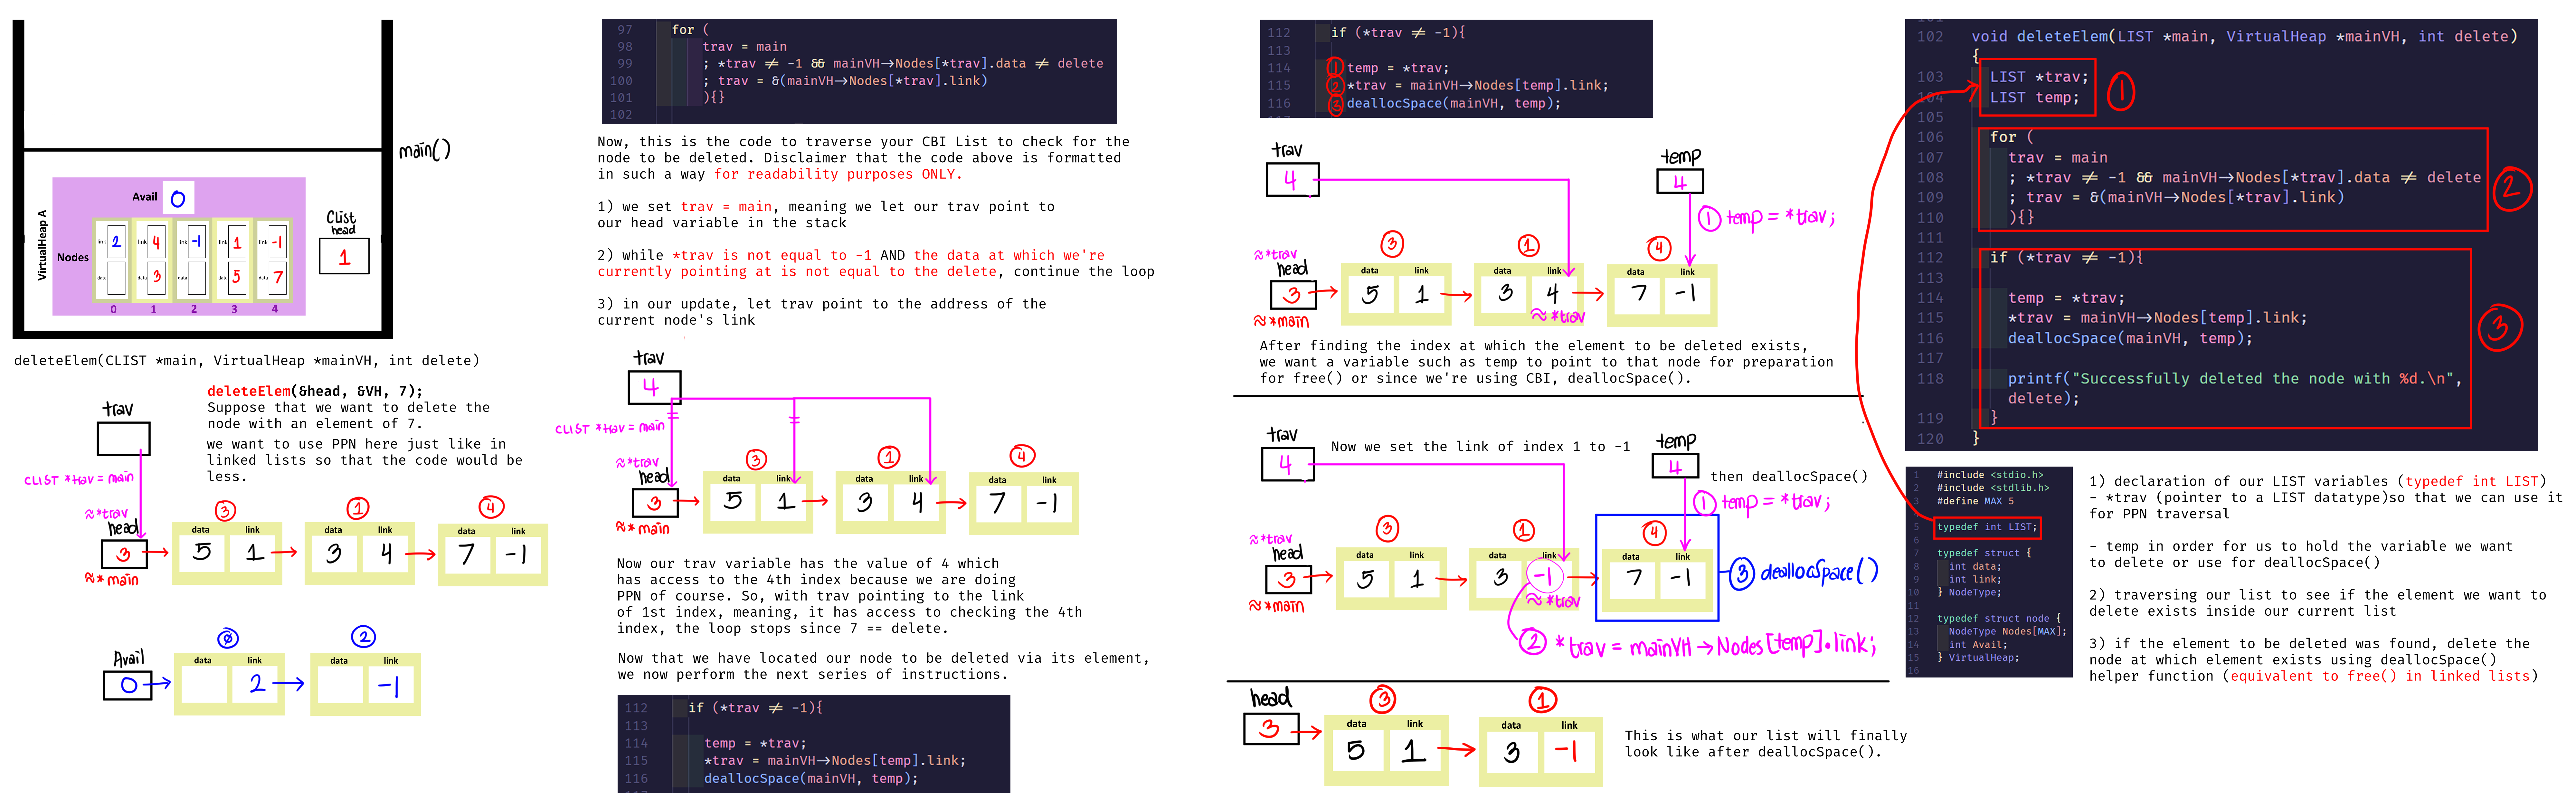 main()
VirtualHeap A
Avail
0
Nodes
link 2 link 4 link -1 link 1 link -1
data data 3 data data 5 data 7
0 1 2 3 4
Clist
head
1
deleteElem(CLIST *main, VirtualHeap *mainVH, int delete)
deleteElem(&head, &VH, 7);
Suppose that we want to delete the
node with an element of 7.
we want to use PPN here just like in
linked lists so that the code would be
less.
trav
CLIST *trav = main
≈*trav
head
3
≈*main
3 1 4
data link data link data link
5 1 3 4 7 -1
Avail
0
0 2
data link data link
2 -1
97 for (
98 trav = main
99 ; *trav ≠ -1 && mainVH→Nodes[*trav].data ≠ delete
100 ; trav = &(mainVH→Nodes[*trav].link)
101 ){}
102
Now, this is the code to traverse your CBI List to check for the
node to be deleted. Disclaimer that the code above is formatted
in such a way for readability purposes ONLY.
1) we set trav = main, meaning we let our trav point to
our head variable in the stack
2) while *trav is not equal to -1 AND the data at which we're
currently pointing at is not equal to the delete, continue the loop
3) in our update, let trav point to the address of the
current node's link
trav
4
CLIST *trav = main
≈*trav
head
3
≈*main
3 1 4
data link data link data link
5 1 3 4 7 -1
Now our trav variable has the value of 4 which
has access to the 4th index because we are doing
PPN of course. So, with trav pointing to the link
of 1st index, meaning, it has access to checking the 4th
index, the loop stops since 7 == delete.
Now that we have located our node to be deleted via its element,
we now perform the next series of instructions.
112 if (*trav ≠ -1){
113
114 temp = *trav;
115 *trav = mainVH→Nodes[temp].link;
116 deallocSpace(mainVH, temp);
112 if (*trav ≠ -1){
113
114 1 temp = *trav;
115 2 *trav = mainVH→Nodes[temp].link;
116 3 deallocSpace(mainVH, temp);
trav
4
temp
4
1 temp = *trav;
≈*trav
head
3
≈*main
3 1 4
data link data link data link
5 1 3 4 7 -1
≈*trav
After finding the index at which the element to be deleted exists,
we want a variable such as temp to point to that node for preparation
for free() or since we're using CBI, deallocSpace().
trav
4
Now we set the link of index 1 to -1
temp
4
then deallocSpace()
1 temp = *trav;
≈*trav
head
3
≈*main
3 1 4
data link data link data link
5 1 3 -1 7 -1
≈*trav
3 deallocSpace()
2 *trav = mainVH→Nodes[temp].link;
head
3
3 1
data link data link
5 1 3 -1
This is what our list will finally
look like after deallocSpace().
102 void deleteElem(LIST *main, VirtualHeap *mainVH, int delete)
{
103 LIST *trav;
104 LIST temp;
1
105
106 for (
107 trav = main
108 ; *trav ≠ -1 && mainVH→Nodes[*trav].data ≠ delete
109 ; trav = &(mainVH→Nodes[*trav].link)
110 ){}
2
111
112 if (*trav ≠ -1){
113
114 temp = *trav;
115 *trav = mainVH→Nodes[temp].link;
116 deallocSpace(mainVH, temp);
3
117
118 printf("Successfully deleted the node with %d.\n",
delete);
119 }
120 }
1 #include <stdio.h>
2 #include <stdlib.h>
3 #define MAX 5
4
5 typedef int LIST;
6
7 typedef struct {
8 int data;
9 int link;
10 } NodeType;
11
12 typedef struct node {
13 NodeType Nodes[MAX];
14 int Avail;
15 } VirtualHeap;
16
1) declaration of our LIST variables (typedef int LIST)
- *trav (pointer to a LIST datatype)so that we can use it
for PPN traversal
- temp in order for us to hold the variable we want
to delete or use for deallocSpace()
2) traversing our list to see if the element we want to
delete exists inside our current list
3) if the element to be deleted was found, delete the
node at which element exists using deallocSpace()
helper function (equivalent to free() in linked lists)